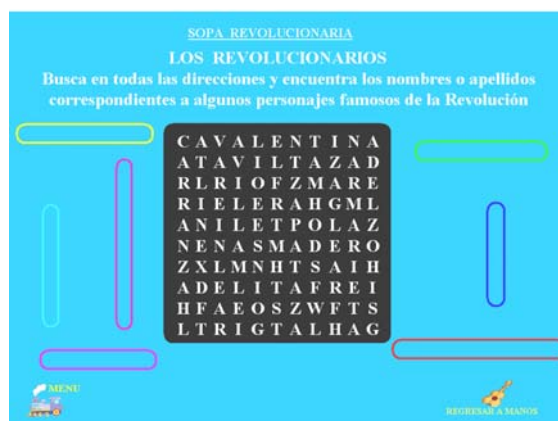 SOPA REVOLUCIONARIA
LOS REVOLUCIONARIOS
Busca en todas las direcciones y encuentra los nombres o apellidos
correspondientes a algunos personajes famosos de la Revolución
C A V A L E N T I N A
A T A V I L T A Z A D
R L R I O F Z M A R E
R I E L E R A H G M L
A N I L E T P O L A Z
N E N A S M A D E R O
Z X L M N H T S A I H
A D E L I T A F R E I
H F A E O S Z W F T S
L T R I G T A L H A G
MENU
REGRESAR A MANOS